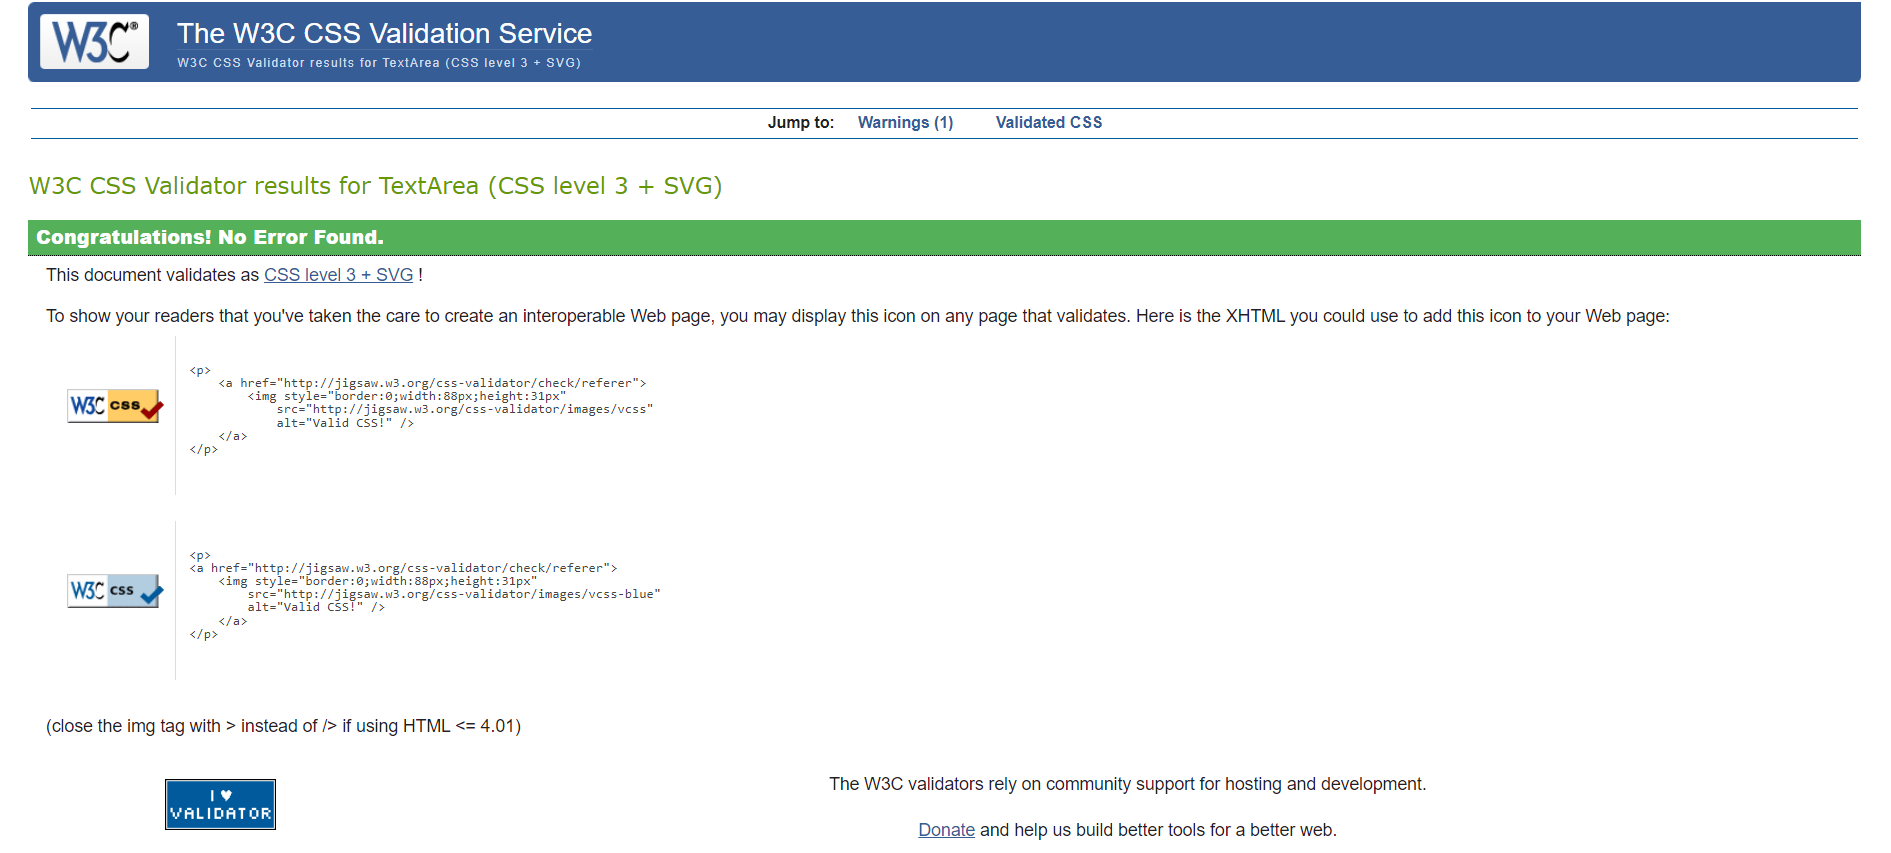 W3C®
The W3C CSS Validation Service
W3C CSS Validator results for TextArea (CSS level 3 + SVG)
Jump to: Warnings (1) Validated CSS
W3C CSS Validator results for TextArea (CSS level 3 + SVG)
Congratulations! No Error Found.
This document validates as CSS level 3 + SVG !
To show your readers that you've taken the care to create an interoperable Web page, you may display this icon on any page that validates. Here is the XHTML you could use to add this icon to your Web page:
W3C css
<p>
    <a href="http://jigsaw.w3.org/css-validator/check/referer">
        <img style="border:0;width:88px;height:31px"
            src="http://jigsaw.w3.org/css-validator/images/vcss"
            alt="Valid CSS!" />
    </a>
</p>
W3C css
<p>
<a href="http://jigsaw.w3.org/css-validator/check/referer">
    <img style="border:0;width:88px;height:31px"
        src="http://jigsaw.w3.org/css-validator/images/vcss-blue"
        alt="Valid CSS!" />
    </a>
</p>
(close the img tag with > instead of /> if using HTML <= 4.01)
I ♥
VALIDATOR
The W3C validators rely on community support for hosting and development.
Donate and help us build better tools for a better web.